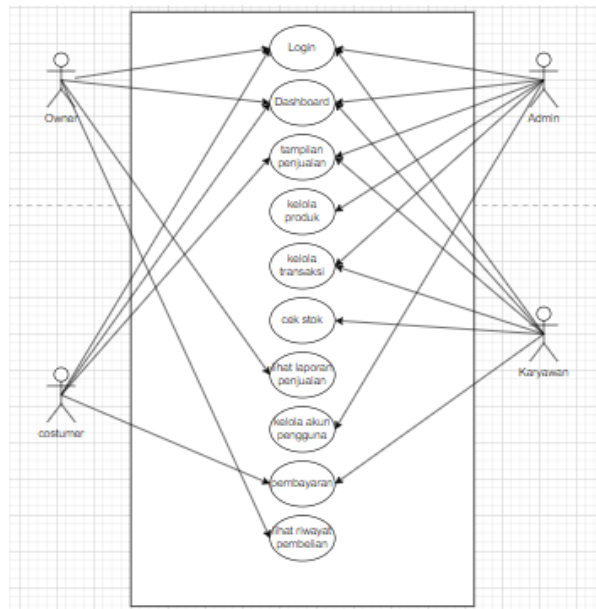 Login
Owner
Dashboard
Admin
tampilan
penjualan
kelola
produk
kelola
transaksi
cek stok
lihat laporan
penjualan
Karyawan
kelola akun
pengguna
costumer
pembayaran
lihat riwayat
pembelian